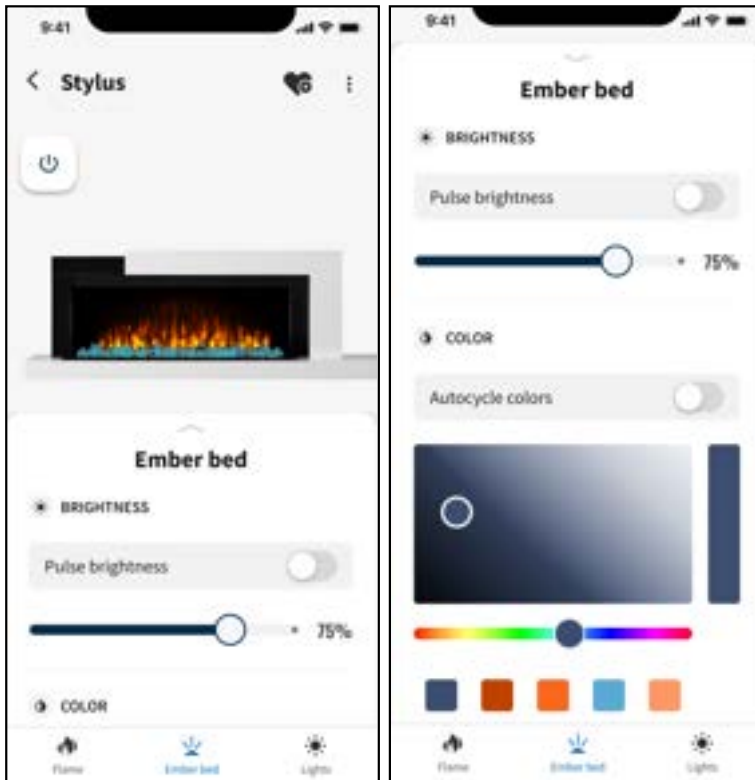 9:41
Stylus
Ember bed
BRIGHTNESS
Pulse brightness
75%
COLOR
Flame
Ember bed
Lights
9:41
Ember bed
BRIGHTNESS
Pulse brightness
75%
COLOR
Autocycle colors
Flame
Ember bed
Lights